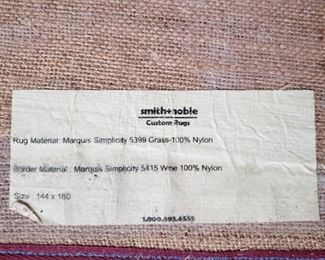 smith+noble
Custom Rugs
Rug Material: Marquis Simplicity 5399 Grass-100% Nylon
Border Material : Marquis Simplicity 5415 Wine 100% Nylon
Size : 144 x 180
1.800.593.6555